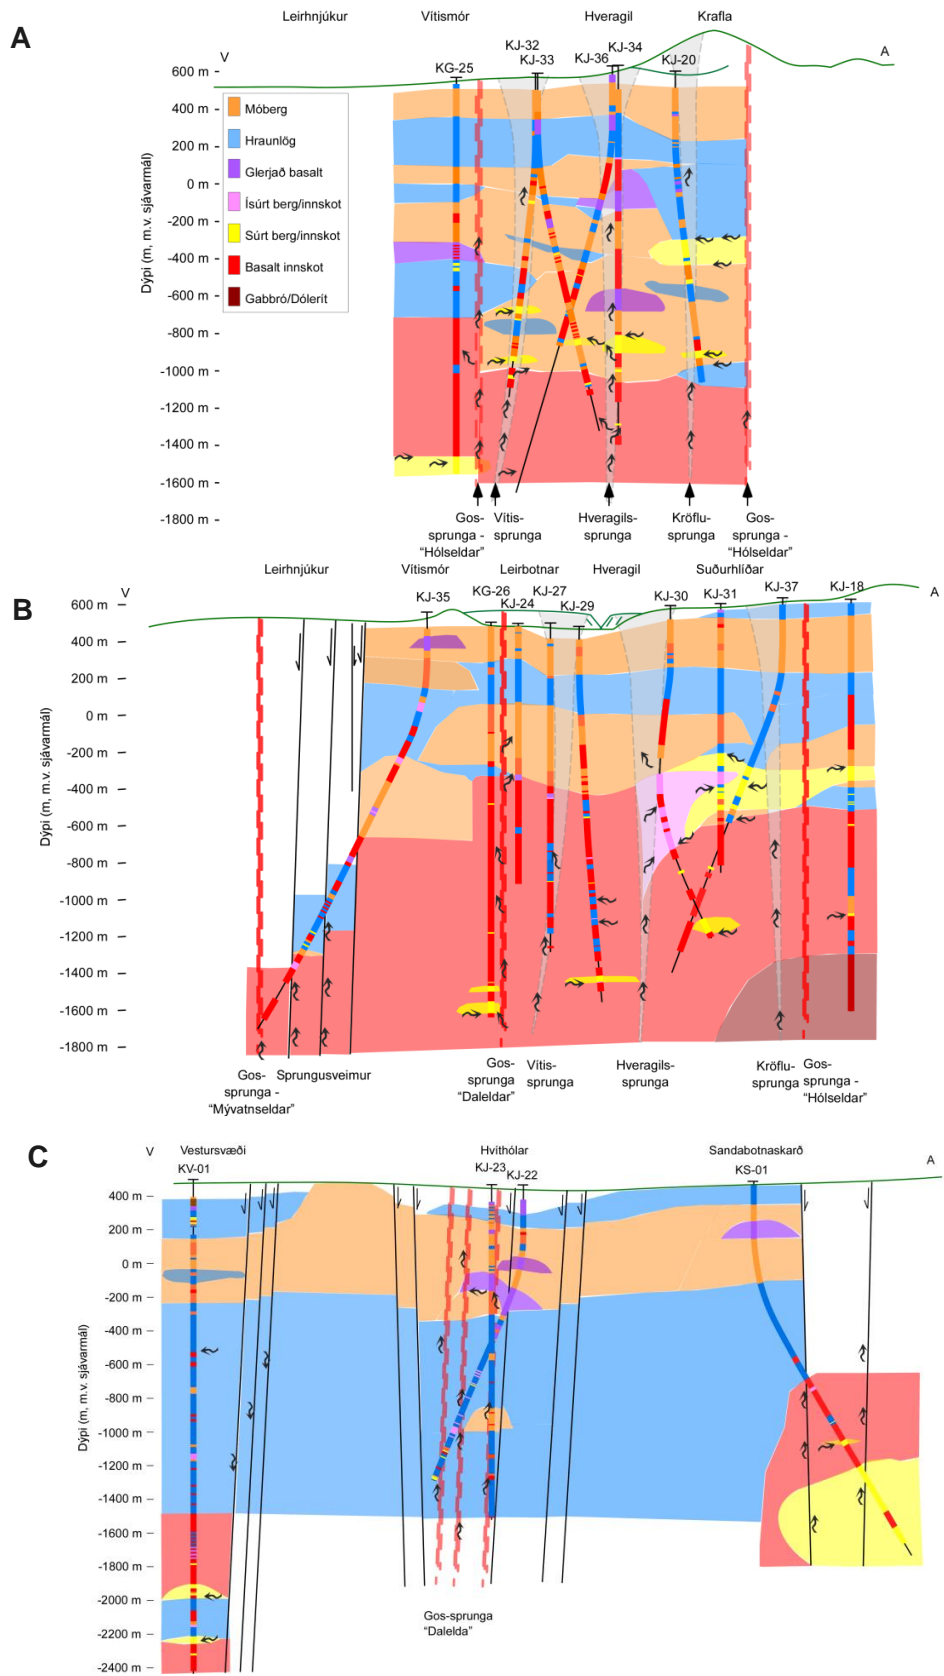 A
Leirhnjúkur Vítismór Hveragil Krafla
V
A
KG-25
KJ-32
KJ-33
KJ-36
KJ-34
KJ-20
Dýpi (m, m.v. sjávarmál)
600 m
400 m
200 m
0 m
-200 m
-400 m
-600 m
-800 m
-1000 m
-1200 m
-1400 m
-1600 m
-1800 m
Móberg
Hraunlög
Glerjað basalt
Ísúrt berg/innskot
Súrt berg/innskot
Basalt innskot
Gabbró/Dólerít
Gos-
sprunga -
“Hólseldar”
Vítis-
sprunga
Hveragils-
sprunga
Kröflu-
sprunga
Gos-
sprunga -
“Hólseldar”
B
Leirhnjúkur Vítismór Leirbotnar Hveragil Suðurhlíðar
V
A
KJ-35
KG-26
KJ-24
KJ-27
KJ-29
KJ-30
KJ-31
KJ-37
KJ-18
Dýpi (m, m.v. sjávarmál)
600 m
400 m
200 m
0 m
-200 m
-400 m
-600 m
-800 m
-1000 m
-1200 m
-1400 m
-1600 m
-1800 m
Gos-
sprunga -
“Mývatnseldar”
Sprungusveimur
Gos-
sprunga
“Daleldar”
Vítis-
sprunga
Hveragils-
sprunga
Kröflu-
sprunga
Gos-
sprunga -
“Hólseldar”
C
V
Vestursvæði Hvíthólar Sandabotnaskarð
A
KV-01
KJ-23
KJ-22
KS-01
Dýpi (m, m.v. sjávarmál)
400 m
200 m
0 m
-200 m
-400 m
-600 m
-800 m
-1000 m
-1200 m
-1400 m
-1600 m
-1800 m
-2000 m
-2200 m
-2400 m
Gos-sprunga
“Dalelda”